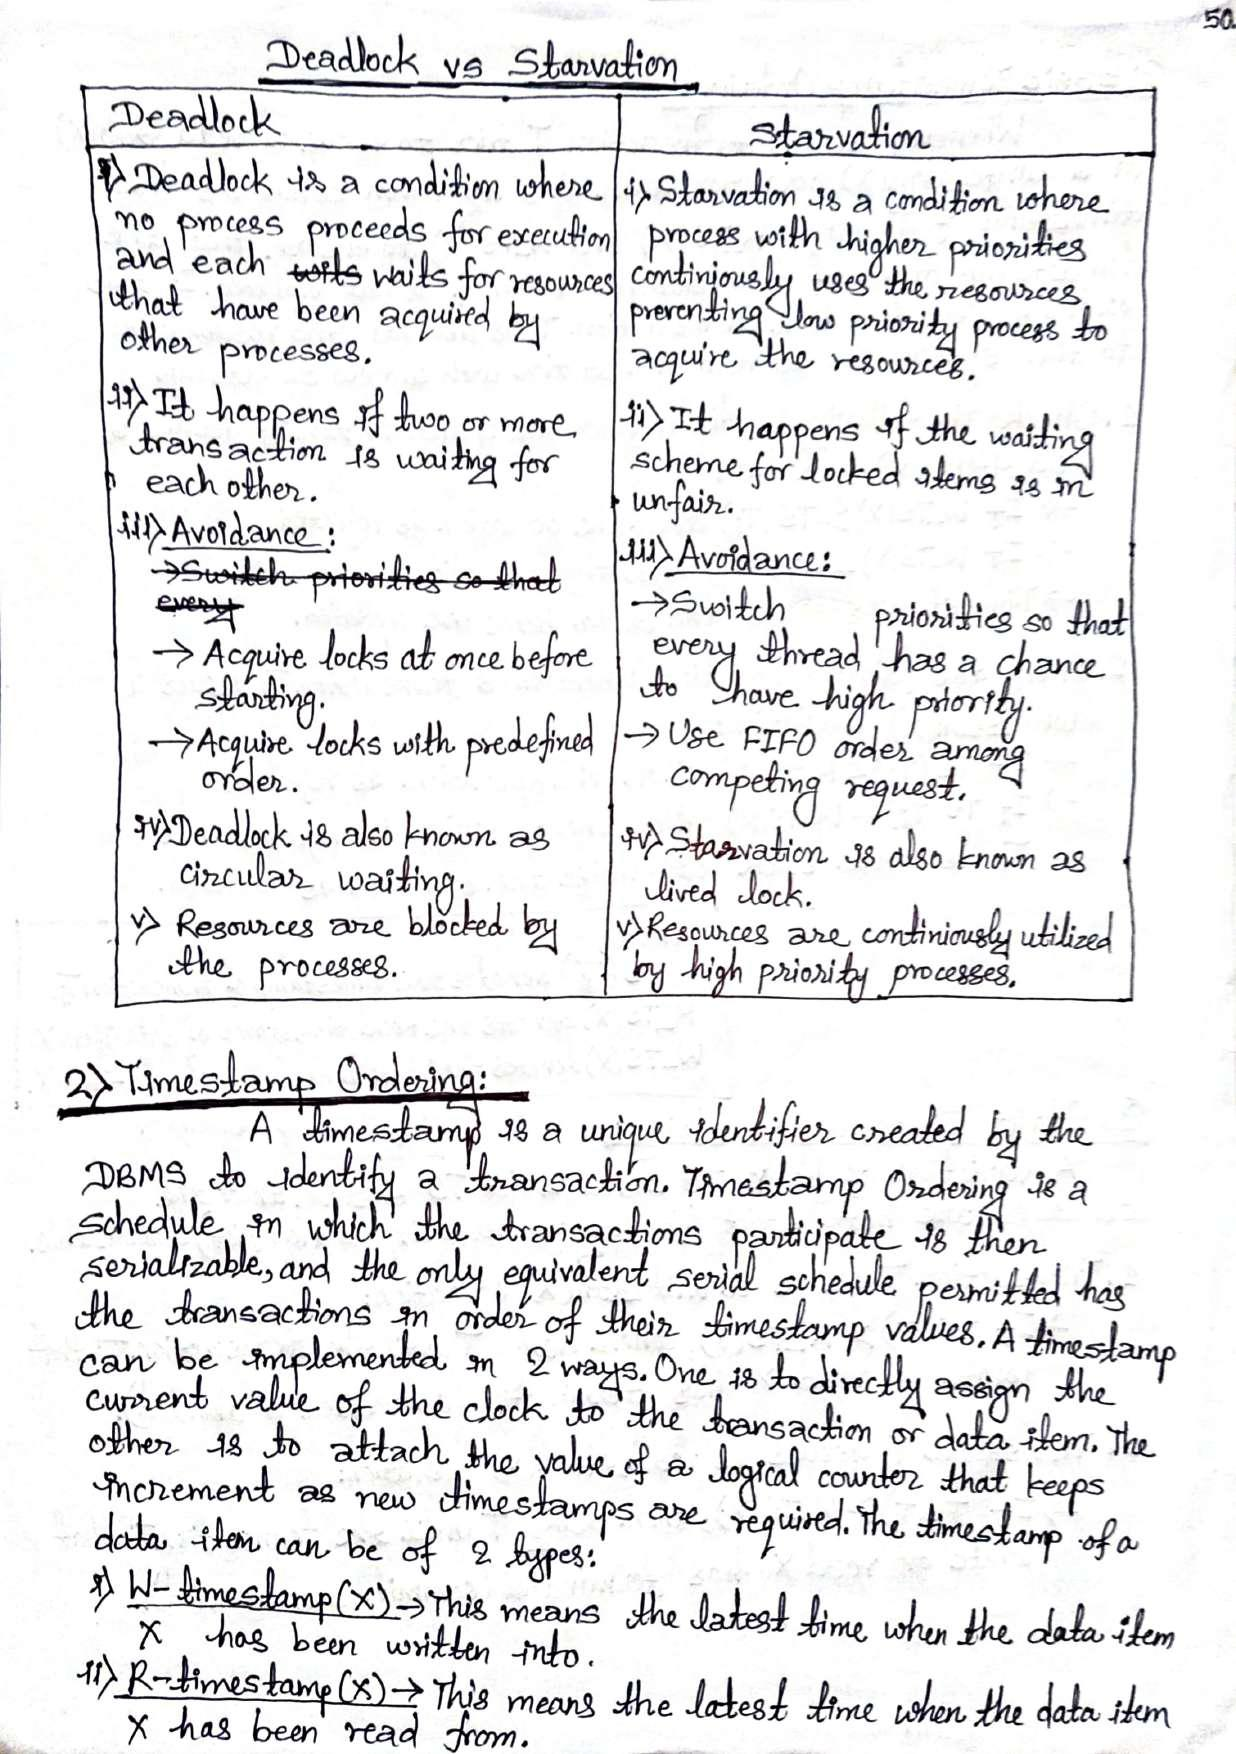 50.
Deadlock vs Starvation
Deadlock
i) Deadlock is a condition where
no process proceeds for execution
and each waits for resources
that have been acquired by
other processes.
ii) It happens if two or more
transaction is waiting for
each other.
iii) Avoidance:
→Switch priorities so that
every
→ Acquire locks at once before
starting.
→Acquire locks with predefined
order.
iv) Deadlock is also known as
circular waiting.
v) Resources are blocked by
the processes.
Starvation
i) Starvation is a condition where
process with higher priorities
continiously uses the resources
preventing low priority process to
acquire the resources.
ii) It happens if the waiting
scheme for locked items is in
unfair.
iii) Avoidance:
→Switch priorities so that
every thread has a chance
to have high priority.
→ Use FIFO order among
competing request.
iv) Starvation is also known as
lived lock.
v) Resources are continiously utilized
by high priority processes.
2) Timestamp Ordering:
A timestamp is a unique identifier created by the
DBMS to identify a transaction. Timestamp Ordering is a
schedule in which the transactions participate is then
serializable, and the only equivalent serial schedule permitted has
the transactions in order of their timestamp values. A timestamp
can be implemented in 2 ways. One is to directly assign the
current value of the clock to the transaction or data item. The
other is to attach the value of a logical counter that keeps
increment as new timestamps are required. The timestamp of a
data item can be of 2 types:
i) W-timestamp(X)→This means the latest time when the data item
X has been written into.
ii) R-timestamp(X)→ This means the latest time when the data item
X has been read from.